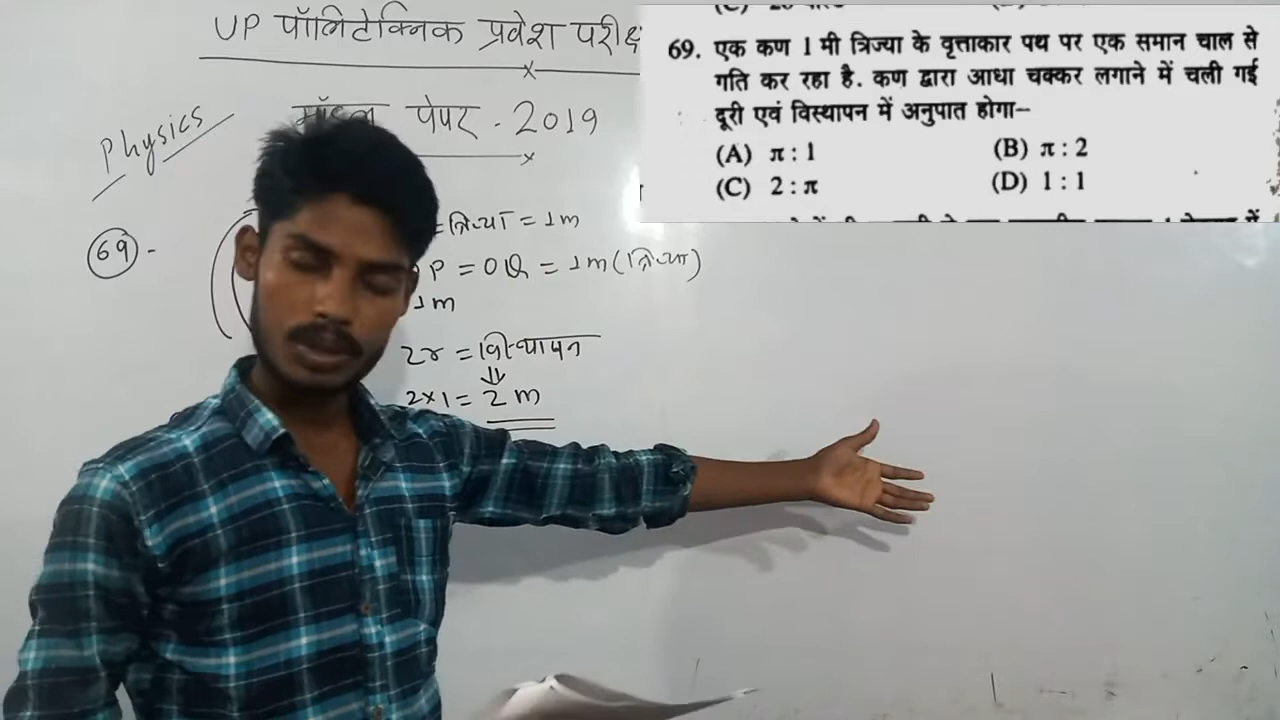 UP पॉलिटेक्निक प्रवेश परीक्ष
मॉडल पेपर - 2019
Physics
69 -
= त्रिज्या = 1m
P = OQ = 1m (त्रिज्या)
1m
2r = विस्थापन
⇓
2×1 = 2m
69. एक कण 1 मी त्रिज्या के वृत्ताकार पथ पर एक समान चाल से
गति कर रहा है. कण द्वारा आधा चक्कर लगाने में चली गई
दूरी एवं विस्थापन में अनुपात होगा–
(A) π : 1 (B) π : 2
(C) 2 : π (D) 1 : 1